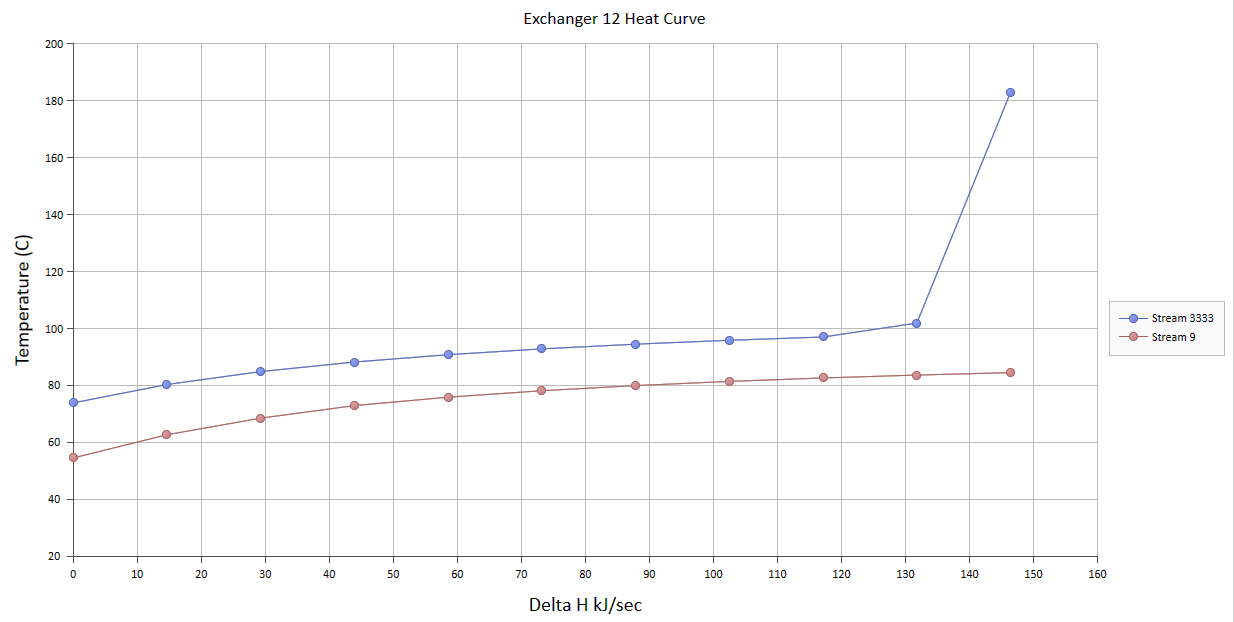 Exchanger 12 Heat Curve
200
180
160
140
120
100
80
60
40
20
Temperature (C)
0 10 20 30 40 50 60 70 80 90 100 110 120 130 140 150 160
Delta H kJ/sec
Stream 3333
Stream 9